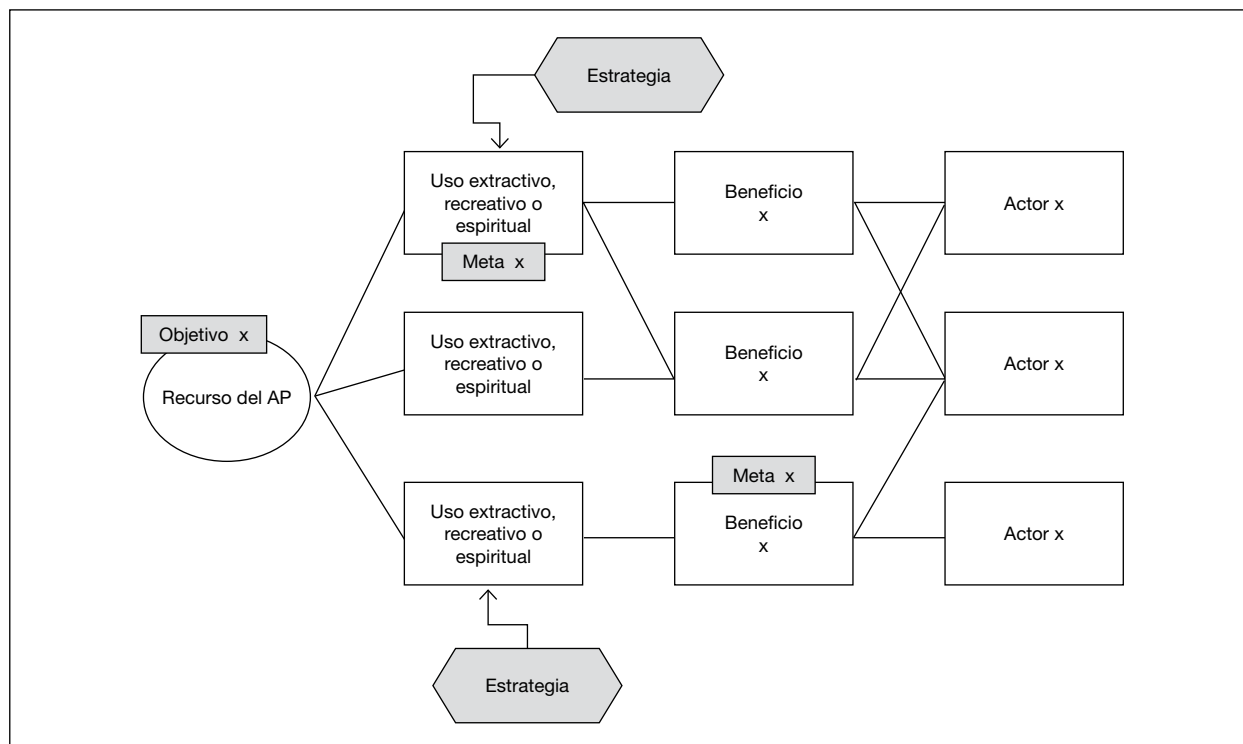 Estrategia
Uso extractivo,
recreativo o
espiritual
Meta x
Beneficio
x
Actor x
Objetivo x
Recurso del AP
Uso extractivo,
recreativo o
espiritual
Beneficio
x
Actor x
Uso extractivo,
recreativo o
espiritual
Meta x
Beneficio
x
Actor x
Estrategia